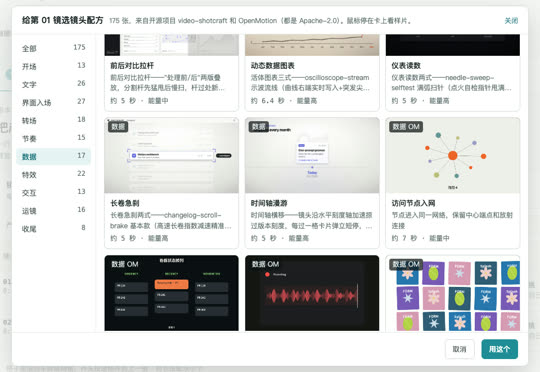 给第 01 镜选镜头配方
175 张，来自开源项目 video-shotcraft 和 OpenMotion（都是 Apache-2.0）。鼠标停在卡上看样片。
关闭
全部 175
开场 13
文字 26
界面入场 27
转场 18
节奏 15
数据 17
特效 22
交互 13
运镜 16
收尾 8
前后对比拉杆
前后对比拉杆——"处理前/后"两版叠
放，分割杆先猛甩后慢扫，杆过处新…
约 5 秒 · 能量中
动态数据图表
活体图表三式——oscilloscope-stream
示波流线（曲线右端实时写入+突发尖…
约 6.4 秒 · 能量高
仪表读数
仪表读数两式——needle-sweep-
selftest 满弧扫针（点火自检指针甩满…
约 5 秒 · 能量高
数据
长卷急刹
长卷急刹两式——changelog-scroll-
brake 基本款（高速长卷指数减速精准…
约 5 秒 · 能量高
数据
every month
Today
时间轴漫游
时间轴横移——镜头沿水平刻度轴加速掠
过版本刻度，每过一格卡片弹立短停，…
约 5 秒 · 能量高
数据 OM
访问节点入网
节点进入同一网络，保留中心端点和放射
连接
约 7 秒 · 能量中
数据 OM
数据 OM
数据 OM
取消
用这个
01
02